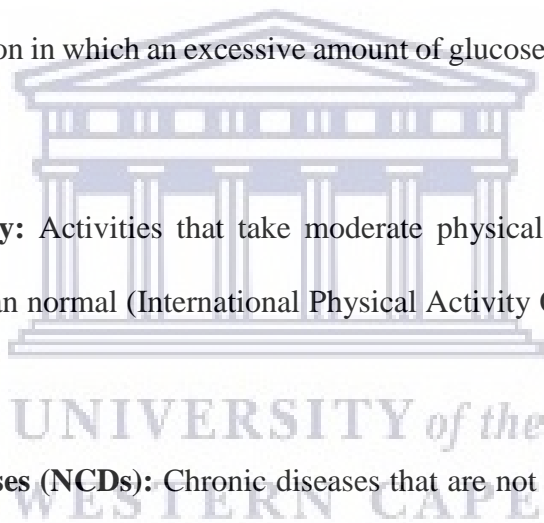 on in which an excessive amount of glucose
y: Activities that take moderate physical
an normal (International Physical Activity
UNIVERSITY of the
ses (NCDs): Chronic diseases that are not
WESTERN CAPE